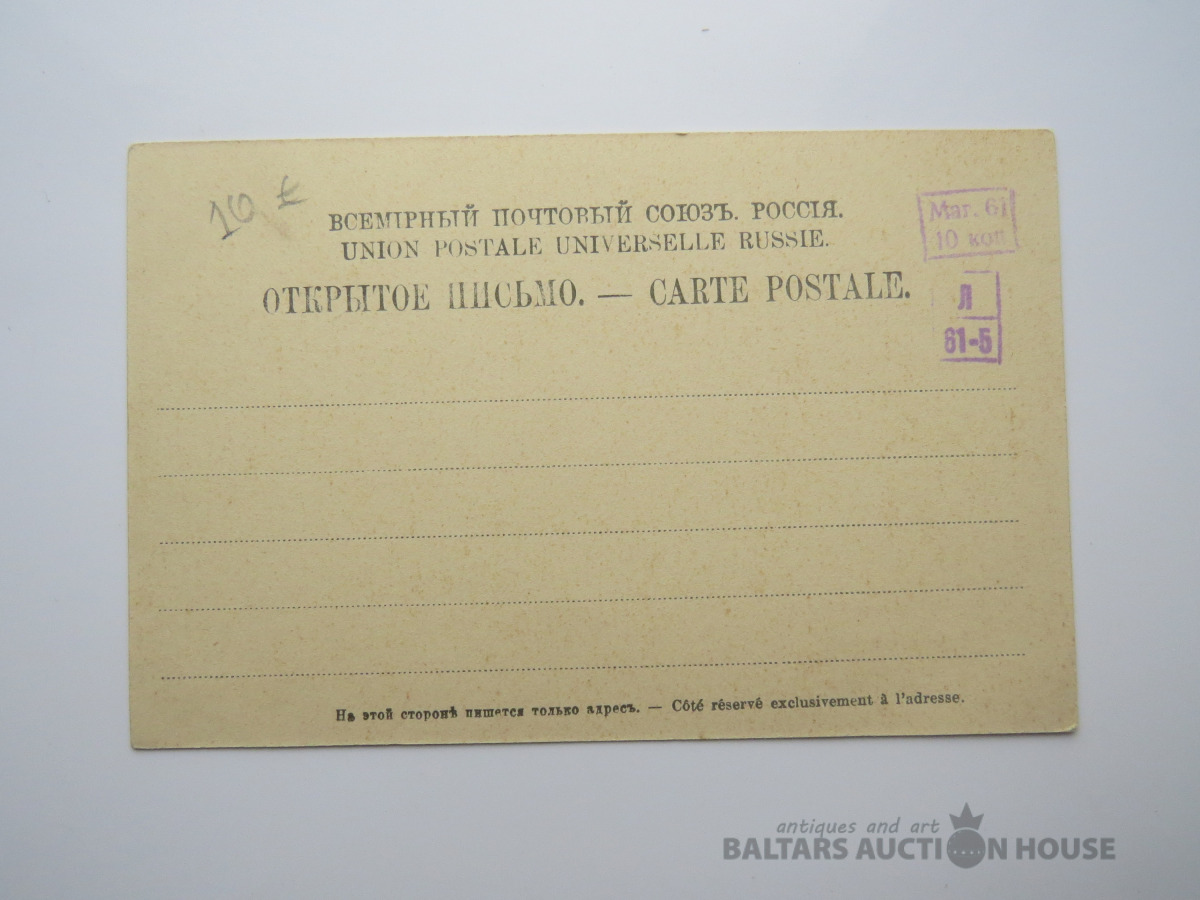 10 €
ВСЕМІРНЫЙ ПОЧТОВЫЙ СОЮЗЪ. РОССІЯ.
UNION POSTALE UNIVERSELLE RUSSIE.
ОТКРЫТОЕ ПИСЬМО. — CARTE POSTALE.
Маг. 61
10 коп
Л
61-5
На этой сторонѣ пишется только адресъ. — Côté réservé exclusivement à l'adresse.
antiques and art
BALTARS AUCTION HOUSE